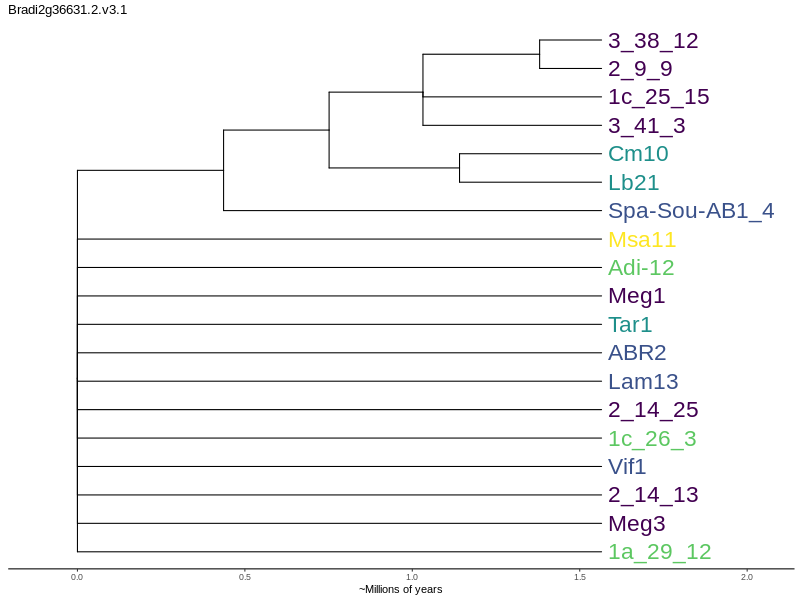 Bradi2g36631.2.v3.1
3_38_12
2_9_9
1c_25_15
3_41_3
Cm10
Lb21
Spa-Sou-AB1_4
Msa11
Adi-12
Meg1
Tar1
ABR2
Lam13
2_14_25
1c_26_3
Vif1
2_14_13
Meg3
1a_29_12
0.0 0.5 1.0 1.5 2.0
~Millions of years